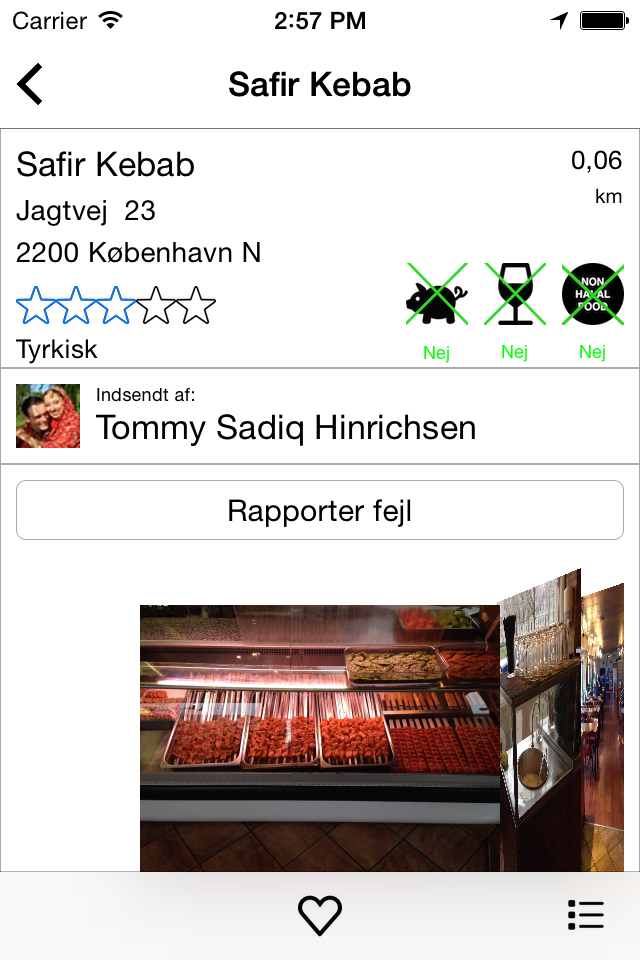 Carrier 2:57 PM
Safir Kebab
Safir Kebab
0,06
km
Jagtvej 23
2200 København N
NON
HALAL
FOOD
Nej Nej Nej
Tyrkisk
Indsendt af:
Tommy Sadiq Hinrichsen
Rapporter fejl